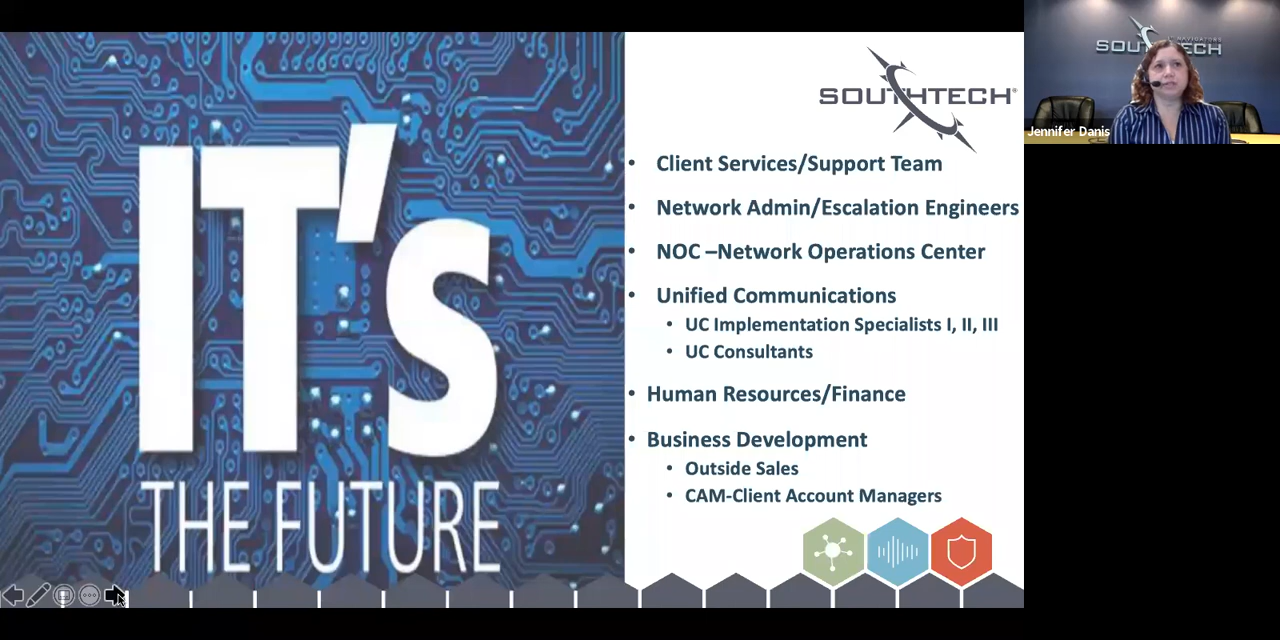 IT's
THE FUTURE
SOUTHTECH®
• Client Services/Support Team
• Network Admin/Escalation Engineers
• NOC –Network Operations Center
• Unified Communications
• UC Implementation Specialists I, II, III
• UC Consultants
• Human Resources/Finance
• Business Development
• Outside Sales
• CAM-Client Account Managers
NAVIGATORS
SOUTHTECH
Jennifer Danis